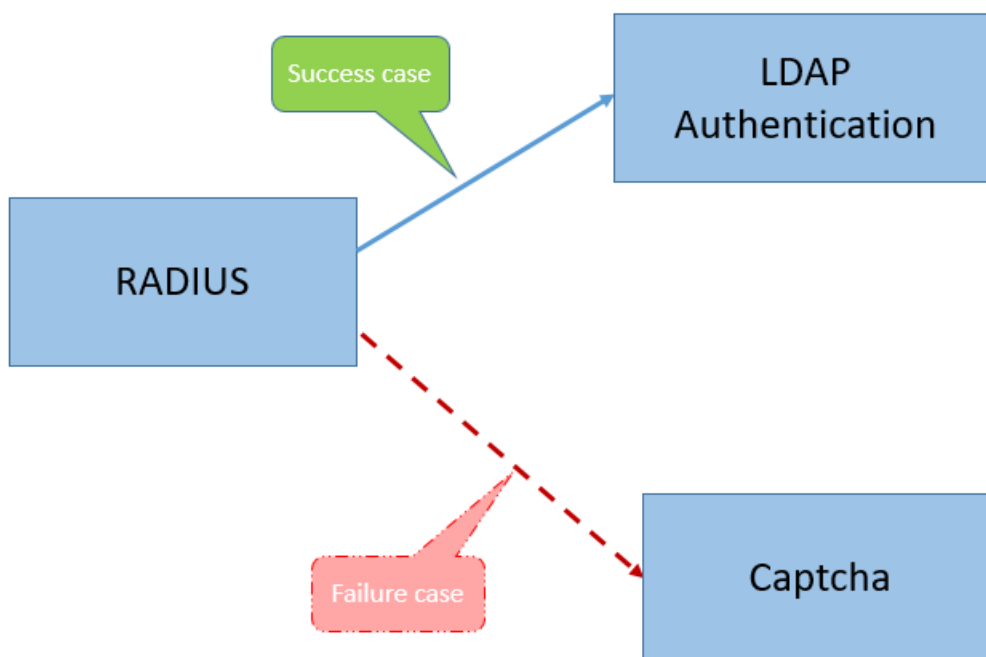 Success case
LDAP
Authentication
RADIUS
Failure case
Captcha